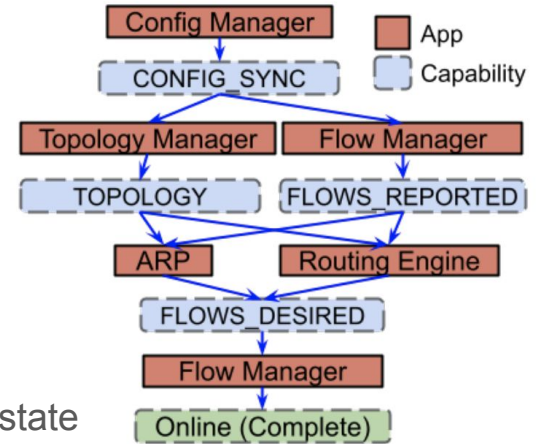 Config Manager
App
CONFIG_SYNC
Capability
Topology Manager
Flow Manager
TOPOLOGY
FLOWS_REPORTED
ARP
Routing Engine
FLOWS_DESIRED
Flow Manager
state
Online (Complete)